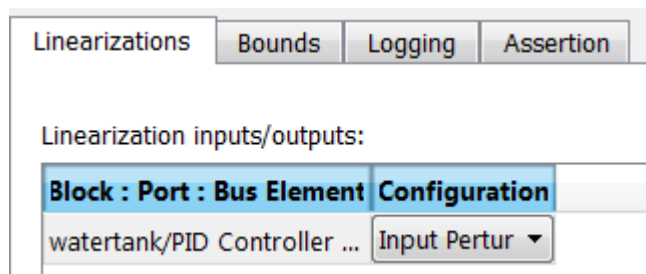 Linearizations Bounds Logging Assertion
Linearization inputs/outputs:
Block : Port : Bus Element Configuration
watertank/PID Controller ... Input Pertur